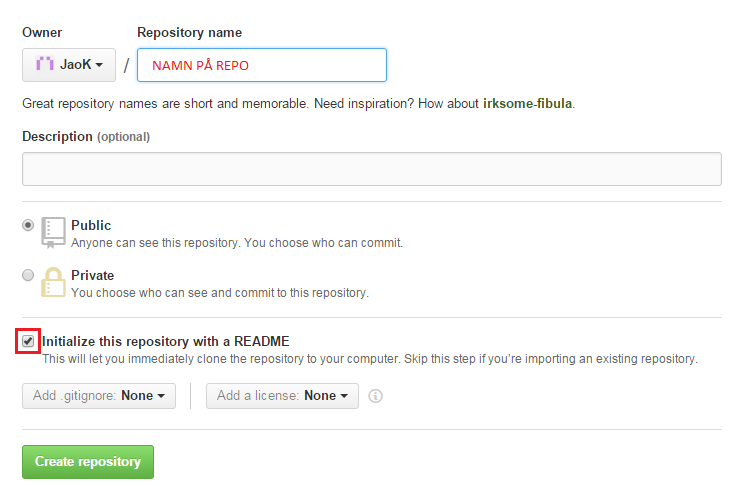 Owner Repository name
JaoK / NAMN PÅ REPO
Great repository names are short and memorable. Need inspiration? How about irksome-fibula.
Description (optional)
Public
Anyone can see this repository. You choose who can commit.
Private
You choose who can see and commit to this repository.
Initialize this repository with a README
This will let you immediately clone the repository to your computer. Skip this step if you’re importing an existing repository.
Add .gitignore: None Add a license: None
Create repository